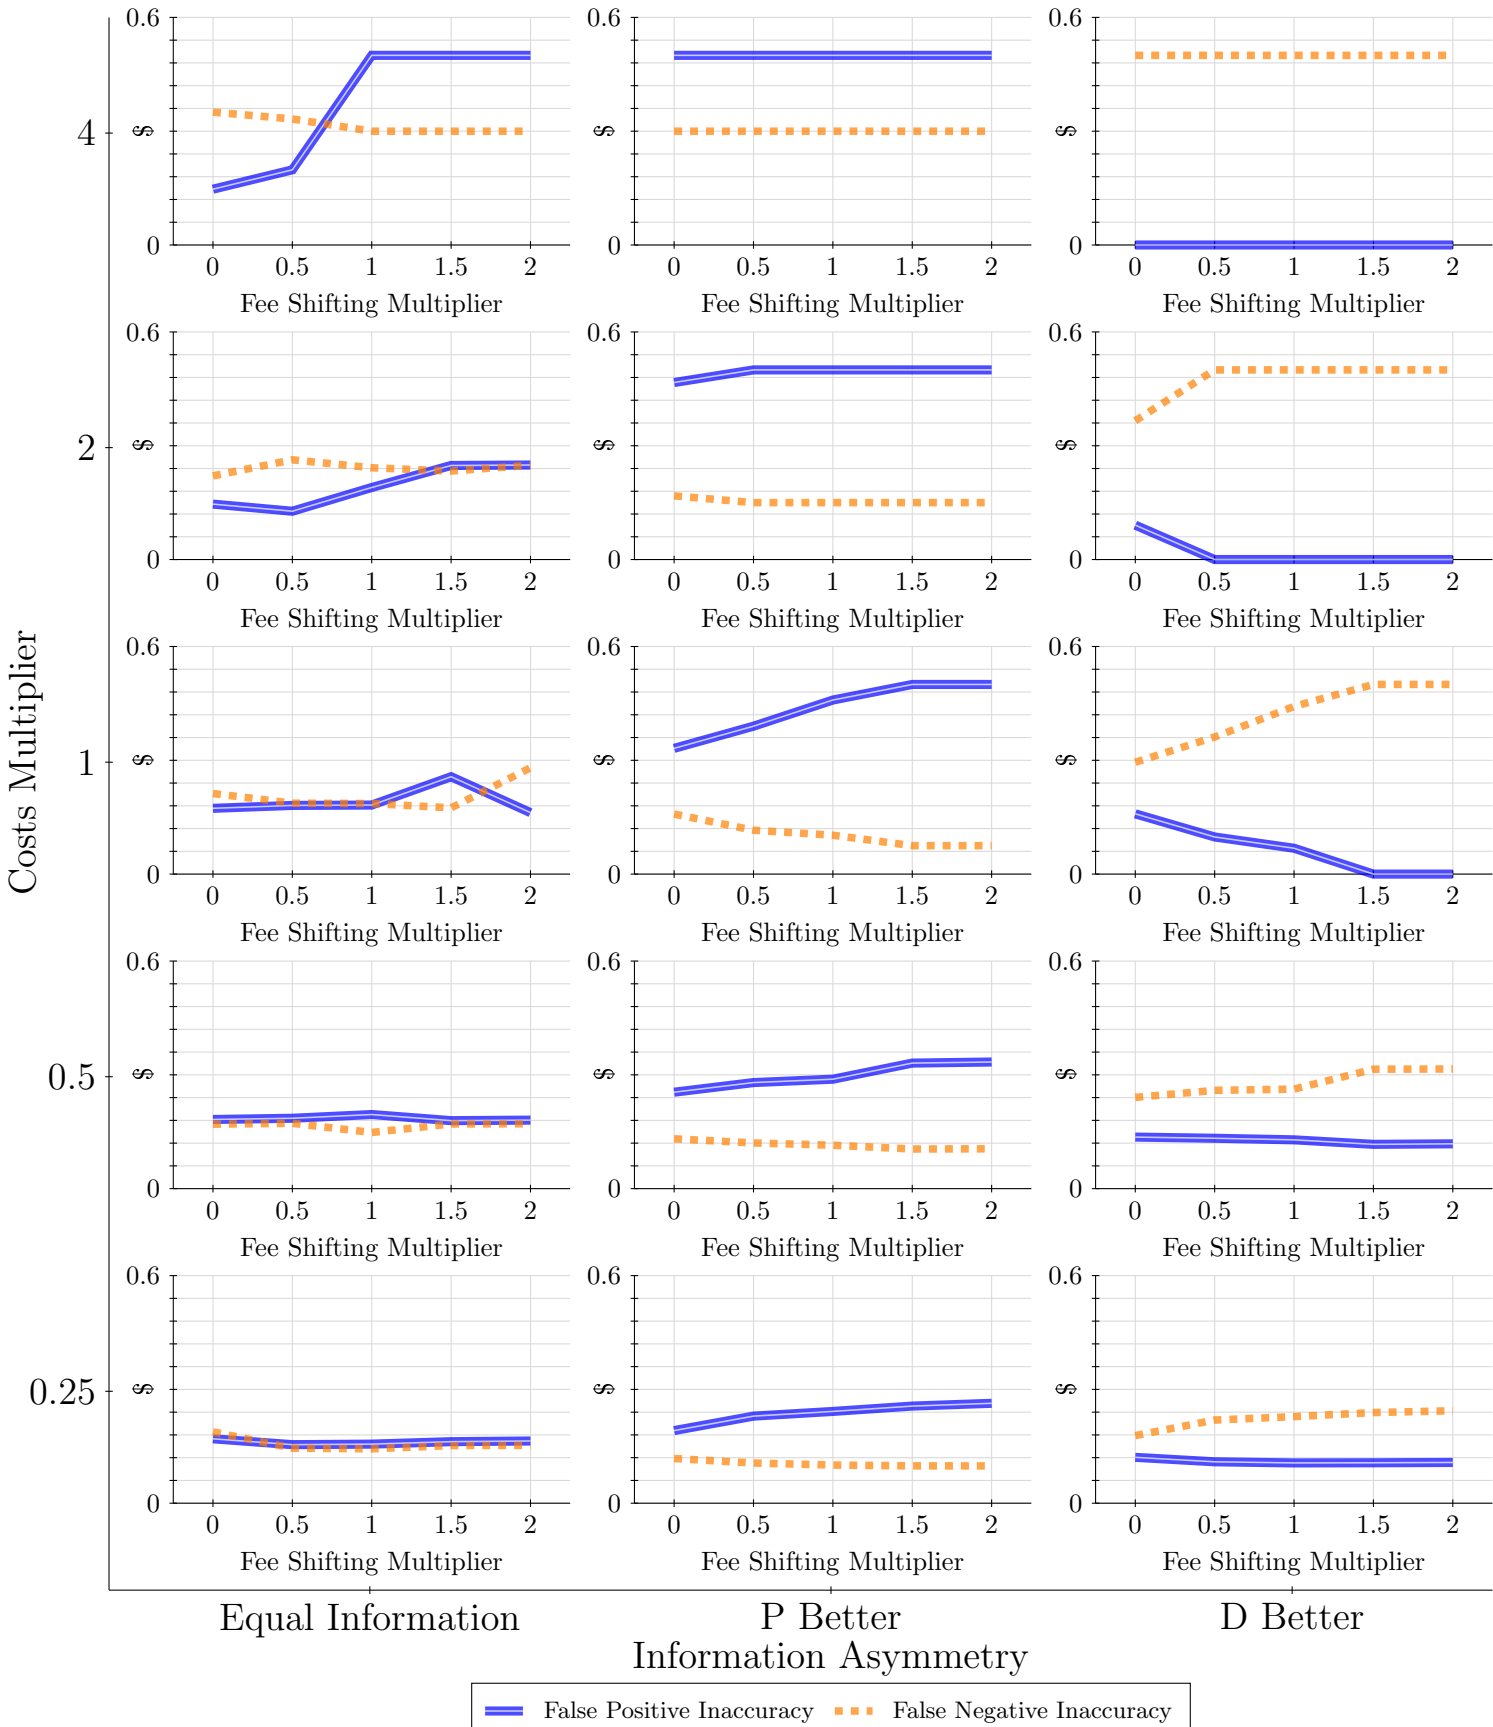 0.6 0.6 0.6
4 $ $ $
0 0 0
0 0.5 1 1.5 2 0 0.5 1 1.5 2 0 0.5 1 1.5 2
Fee Shifting Multiplier Fee Shifting Multiplier Fee Shifting Multiplier
0.6 0.6 0.6
2 $ $ $
0 0 0
0 0.5 1 1.5 2 0 0.5 1 1.5 2 0 0.5 1 1.5 2
Fee Shifting Multiplier Fee Shifting Multiplier Fee Shifting Multiplier
Costs Multiplier
0.6 0.6 0.6
1 $ $ $
0 0 0
0 0.5 1 1.5 2 0 0.5 1 1.5 2 0 0.5 1 1.5 2
Fee Shifting Multiplier Fee Shifting Multiplier Fee Shifting Multiplier
0.6 0.6 0.6
0.5 $ $ $
0 0 0
0 0.5 1 1.5 2 0 0.5 1 1.5 2 0 0.5 1 1.5 2
Fee Shifting Multiplier Fee Shifting Multiplier Fee Shifting Multiplier
0.6 0.6 0.6
0.25 $ $ $
0 0 0
0 0.5 1 1.5 2 0 0.5 1 1.5 2 0 0.5 1 1.5 2
Fee Shifting Multiplier Fee Shifting Multiplier Fee Shifting Multiplier
Equal Information P Better D Better
Information Asymmetry
False Positive Inaccuracy False Negative Inaccuracy